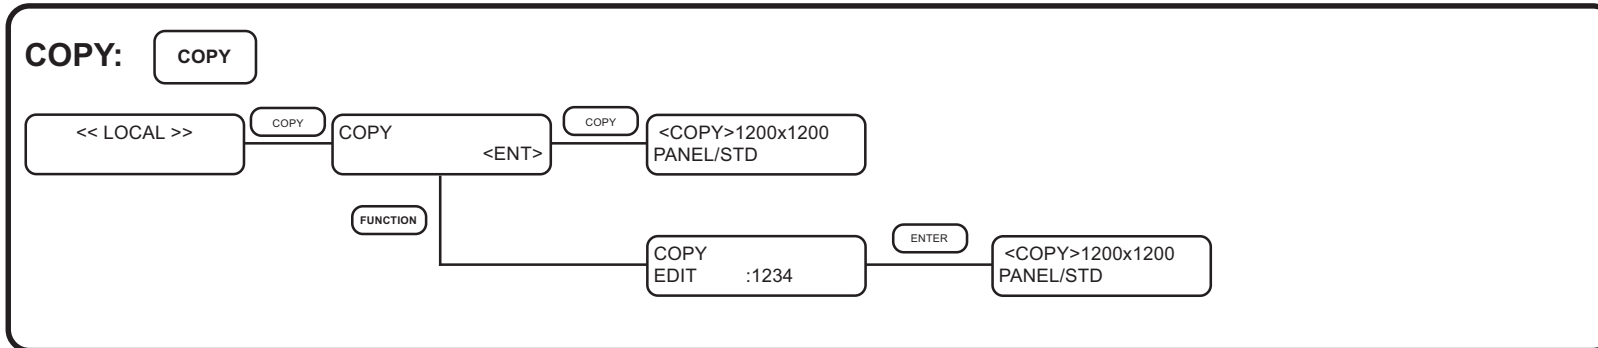 COPY: COPY
<< LOCAL >>
COPY
COPY
<ENT>
COPY
<COPY>1200x1200
PANEL/STD
FUNCTION
COPY
EDIT :1234
ENTER
<COPY>1200x1200
PANEL/STD